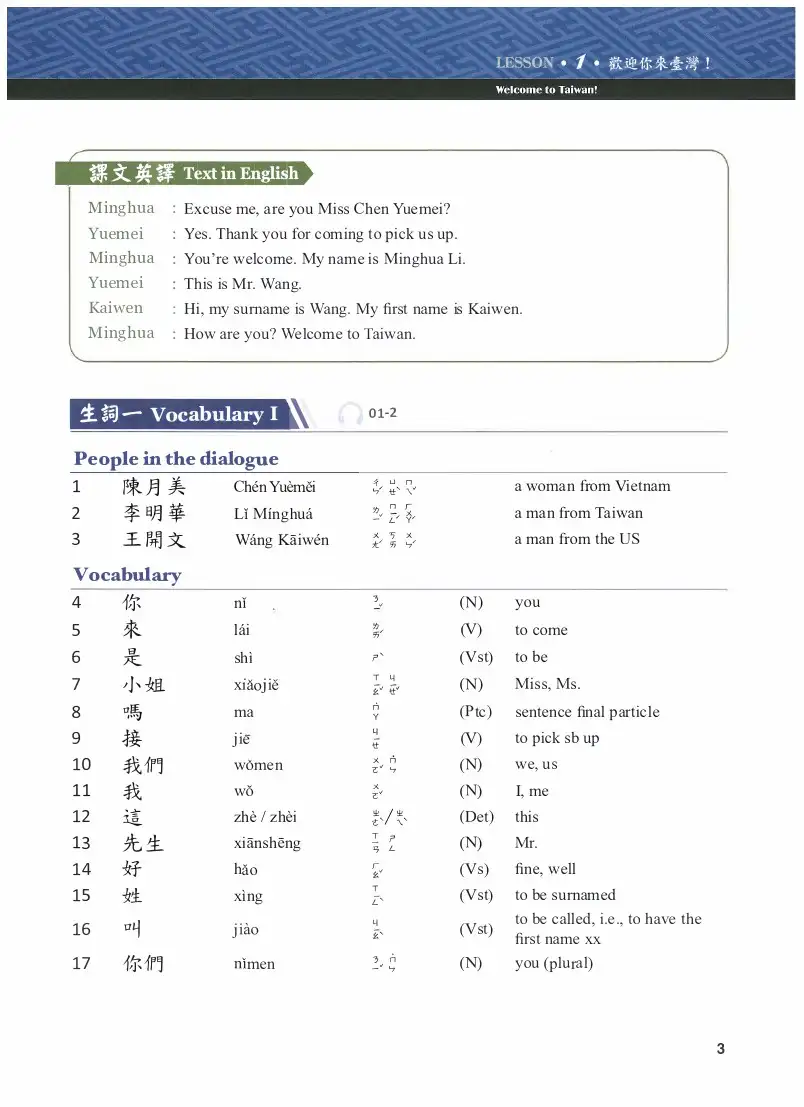 LESSON • 1 • 歡迎你來臺灣！
Welcome to Taiwan!
課文英譯 Text in English
Minghua : Excuse me, are you Miss Chen Yuemei?
Yuemei : Yes. Thank you for coming to pick us up.
Minghua : You’re welcome. My name is Minghua Li.
Yuemei : This is Mr. Wang.
Kaiwen : Hi, my surname is Wang. My first name is Kaiwen.
Minghua : How are you? Welcome to Taiwan.
生詞一 Vocabulary I 01-2
People in the dialogue
1 陳月美 Chén Yuèměi ㄔㄣˊ ㄩㄝˋ ㄇㄟˇ a woman from Vietnam
2 李明華 Lǐ Mínghuá ㄌㄧˇ ㄇㄧㄥˊ ㄏㄨㄚˊ a man from Taiwan
3 王開文 Wáng Kāiwén ㄨㄤˊ ㄎㄞ ㄨㄣˊ a man from the US
Vocabulary
4 你 nǐ ㄋㄧˇ (N) you
5 來 lái ㄌㄞˊ (V) to come
6 是 shì ㄕˋ (Vst) to be
7 小姐 xiǎojiě ㄒㄧㄠˇ ㄐㄧㄝˇ (N) Miss, Ms.
8 嗎 ma ˙ㄇㄚ (Ptc) sentence final particle
9 接 jiē ㄐㄧㄝ (V) to pick sb up
10 我們 wǒmen ㄨㄛˇ ˙ㄇㄣ (N) we, us
11 我 wǒ ㄨㄛˇ (N) I, me
12 這 zhè / zhèi ㄓㄜˋ/ㄓㄟˋ (Det) this
13 先生 xiānshēng ㄒㄧㄢ ㄕㄥ (N) Mr.
14 好 hǎo ㄏㄠˇ (Vs) fine, well
15 姓 xìng ㄒㄧㄥˋ (Vst) to be surnamed
16 叫 jiào ㄐㄧㄠˋ (Vst) to be called, i.e., to have the
first name xx
17 你們 nǐmen ㄋㄧˇ ˙ㄇㄣ (N) you (plural)
3